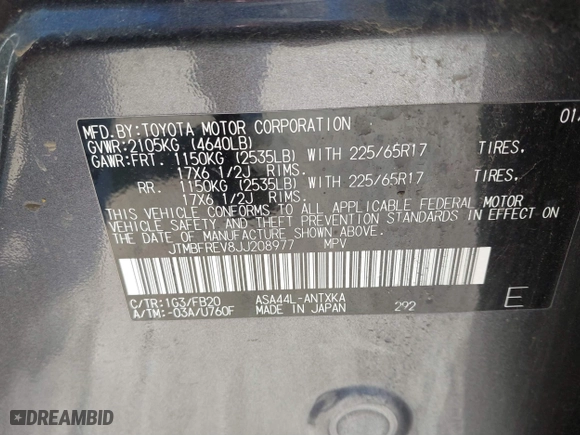 MFD.BY:TOYOTA MOTOR CORPORATION 01/
GVWR:2105KG (4640LB)
GAWR:FRT. 1150KG (2535LB) WITH 225/65R17 TIRES.
17X6 1/2J RIMS.
RR. 1150KG (2535LB) WITH 225/65R17 TIRES.
17X6 1/2J RIMS.
THIS VEHICLE CONFORMS TO ALL APPLICABLE FEDERAL MOTOR
VEHICLE SAFETY AND THEFT PREVENTION STANDARDS IN EFFECT ON
THE DATE OF MANUFACTURE SHOWN ABOVE.
JTMBFREV8JJ208977 MPV
C/TR:1G3/FB20 ASA44L-ANTXKA
A/TM:-03A/U760F MADE IN JAPAN 292 E
DREAMBID